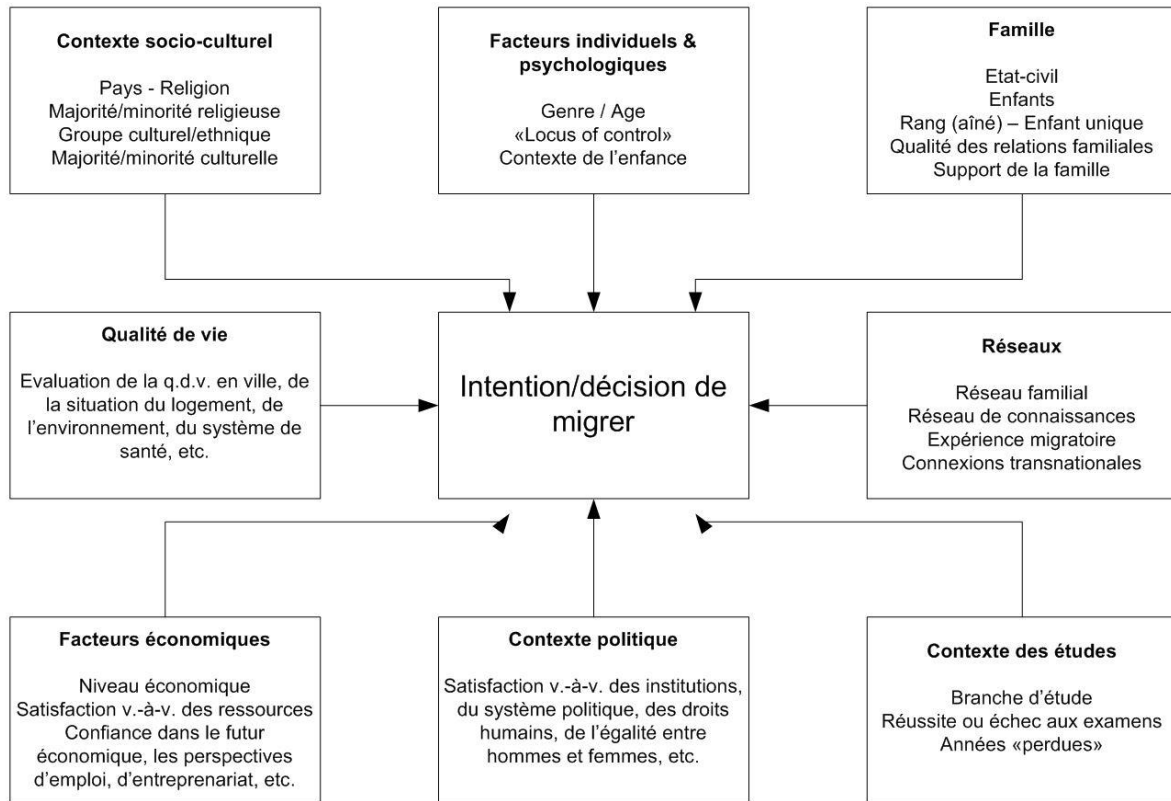 Contexte socio-culturel
Pays - Religion
Majorité/minorité religieuse
Groupe culturel/ethnique
Majorité/minorité culturelle
Facteurs individuels &
psychologiques
Genre / Age
«Locus of control»
Contexte de l'enfance
Famille
Etat-civil
Enfants
Rang (aîné) – Enfant unique
Qualité des relations familiales
Support de la famille
Qualité de vie
Evaluation de la q.d.v. en ville, de
la situation du logement, de
l'environnement, du système de
santé, etc.
Intention/décision de
migrer
Réseaux
Réseau familial
Réseau de connaissances
Expérience migratoire
Connexions transnationales
Facteurs économiques
Niveau économique
Satisfaction v.-à-v. des ressources
Confiance dans le futur
économique, les perspectives
d'emploi, d'entreprenariat, etc.
Contexte politique
Satisfaction v.-à-v. des institutions,
du système politique, des droits
humains, de l'égalité entre
hommes et femmes, etc.
Contexte des études
Branche d'étude
Réussite ou échec aux examens
Années «perdues»